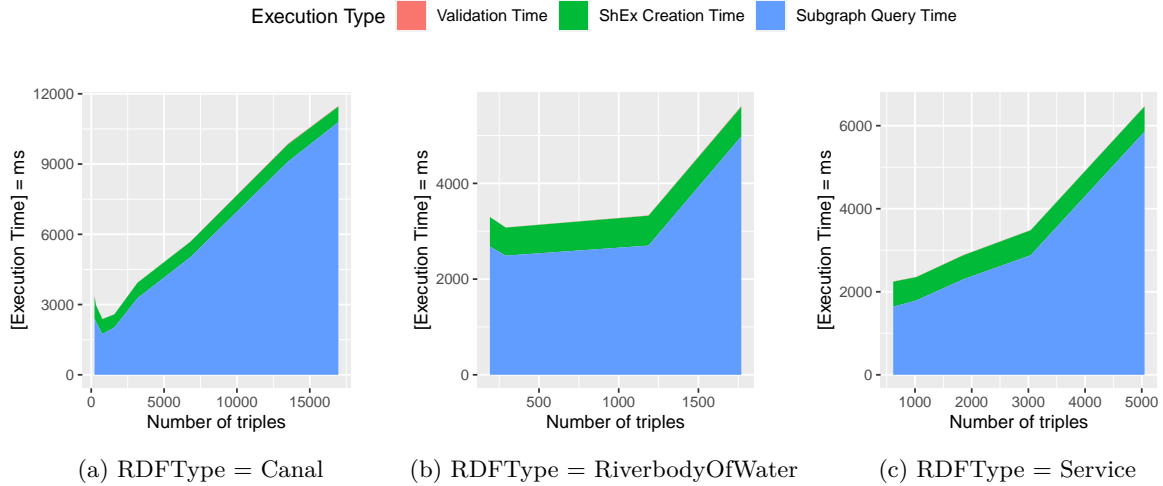 Execution Type Validation Time ShEx Creation Time Subgraph Query Time
[Execution Time] = ms
12000
9000
6000
3000
0
0 5000 10000 15000
Number of triples
(a) RDFType = Canal
[Execution Time] = ms
4000
2000
0
500 1000 1500
Number of triples
(b) RDFType = RiverbodyOfWater
[Execution Time] = ms
6000
4000
2000
0
1000 2000 3000 4000 5000
Number of triples
(c) RDFType = Service